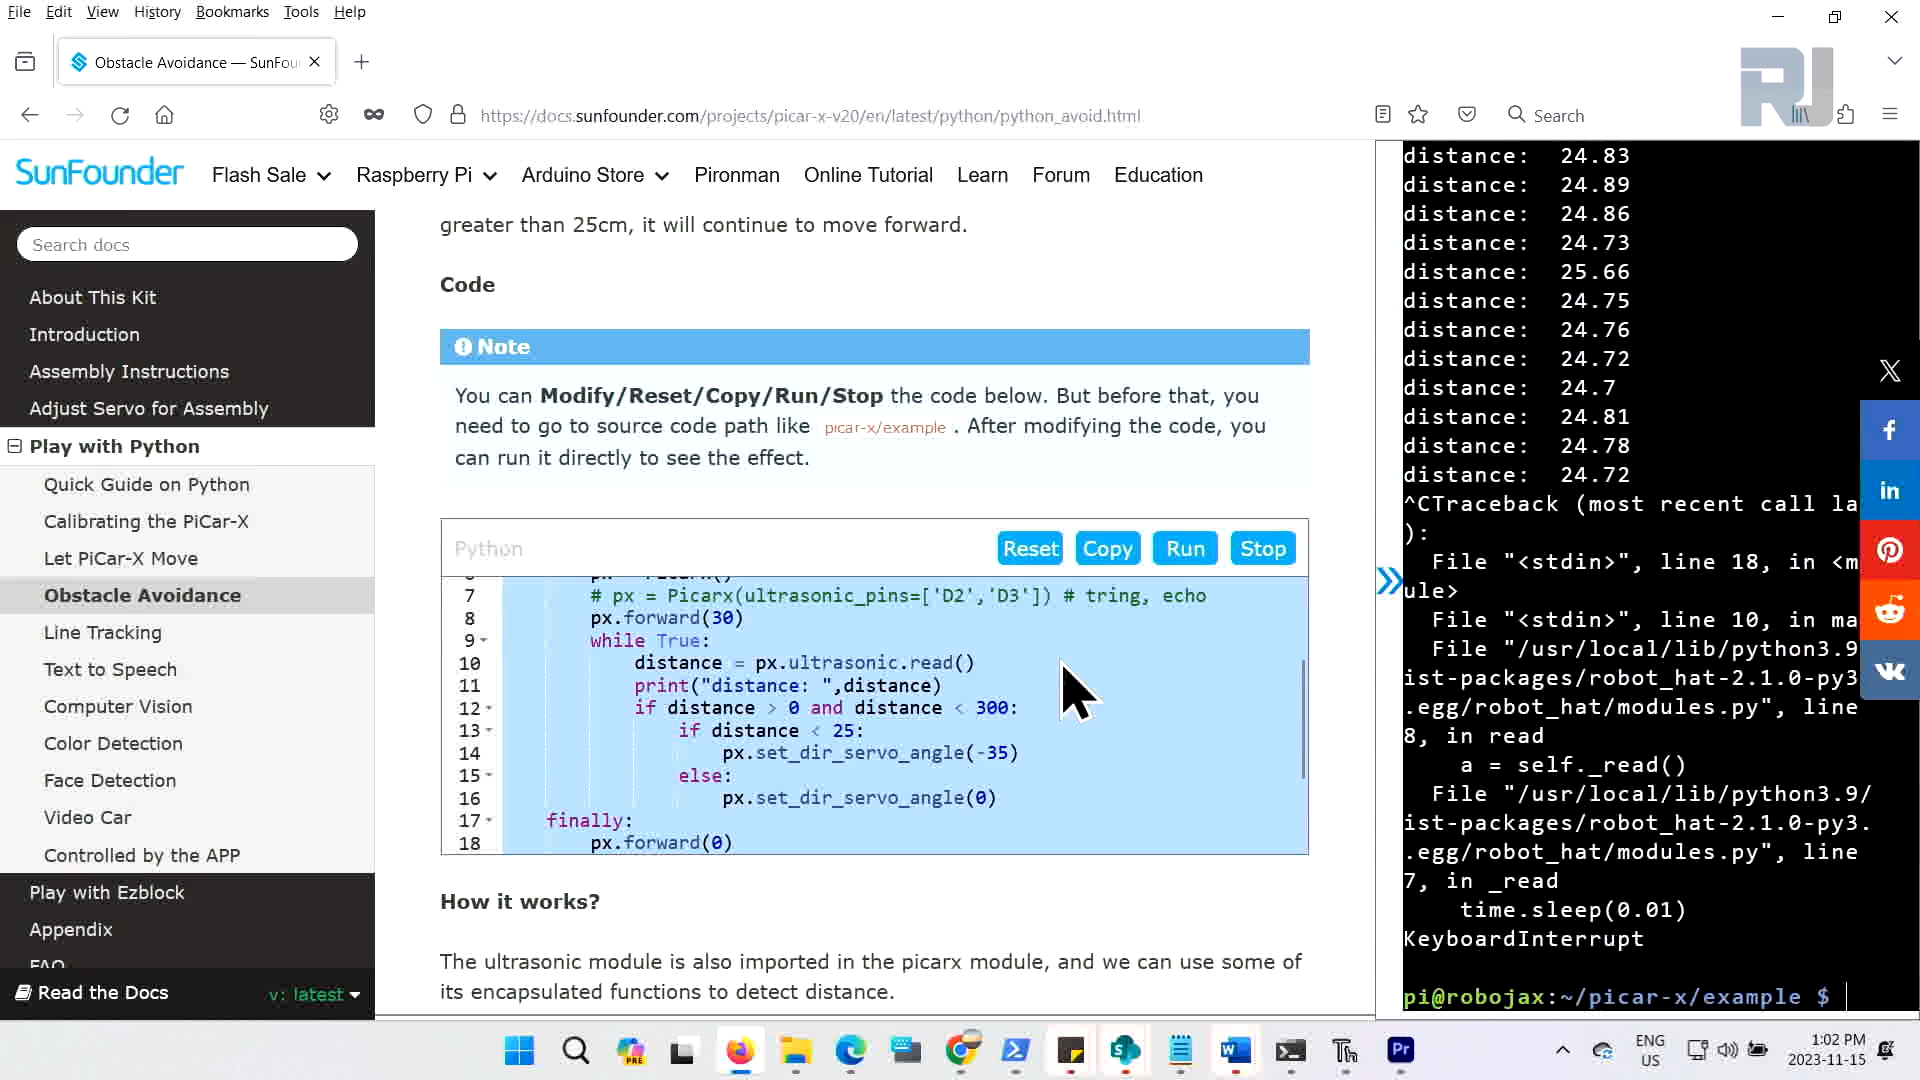 File Edit View History Bookmarks Tools Help
Obstacle Avoidance — SunFou
https://docs.sunfounder.com/projects/picar-x-v20/en/latest/python/python_avoid.html
Search
RJ
SunFounder Flash Sale Raspberry Pi Arduino Store Pironman Online Tutorial Learn Forum Education
Search docs
About This Kit
Introduction
Assembly Instructions
Adjust Servo for Assembly
Play with Python
Quick Guide on Python
Calibrating the PiCar-X
Let PiCar-X Move
Obstacle Avoidance
Line Tracking
Text to Speech
Computer Vision
Color Detection
Face Detection
Video Car
Controlled by the APP
Play with Ezblock
Appendix
FAQ
Read the Docs v: latest
greater than 25cm, it will continue to move forward.
Code
Note
You can Modify/Reset/Copy/Run/Stop the code below. But before that, you
need to go to source code path like picar-x/example . After modifying the code, you
can run it directly to see the effect.
Python Reset Copy Run Stop
7 # px = Picarx(ultrasonic_pins=['D2','D3']) # tring, echo
8 px.forward(30)
9 while True:
10 distance = px.ultrasonic.read()
11 print("distance: ",distance)
12 if distance > 0 and distance < 300:
13 if distance < 25:
14 px.set_dir_servo_angle(-35)
15 else:
16 px.set_dir_servo_angle(0)
17 finally:
18 px.forward(0)
How it works?
The ultrasonic module is also imported in the picarx module, and we can use some of
its encapsulated functions to detect distance.
distance: 24.83
distance: 24.89
distance: 24.86
distance: 24.73
distance: 25.66
distance: 24.75
distance: 24.76
distance: 24.72
distance: 24.7
distance: 24.81
distance: 24.78
distance: 24.72
^CTraceback (most recent call la
):
File "<stdin>", line 18, in <m
ule>
File "<stdin>", line 10, in ma
File "/usr/local/lib/python3.9
ist-packages/robot_hat-2.1.0-py3
.egg/robot_hat/modules.py", line
8, in read
a = self._read()
File "/usr/local/lib/python3.9/
ist-packages/robot_hat-2.1.0-py3.
.egg/robot_hat/modules.py", line
7, in _read
time.sleep(0.01)
KeyboardInterrupt
pi@robojax:~/picar-x/example $
PRE
Th
Pr
ENG
US
1:02 PM
2023-11-15